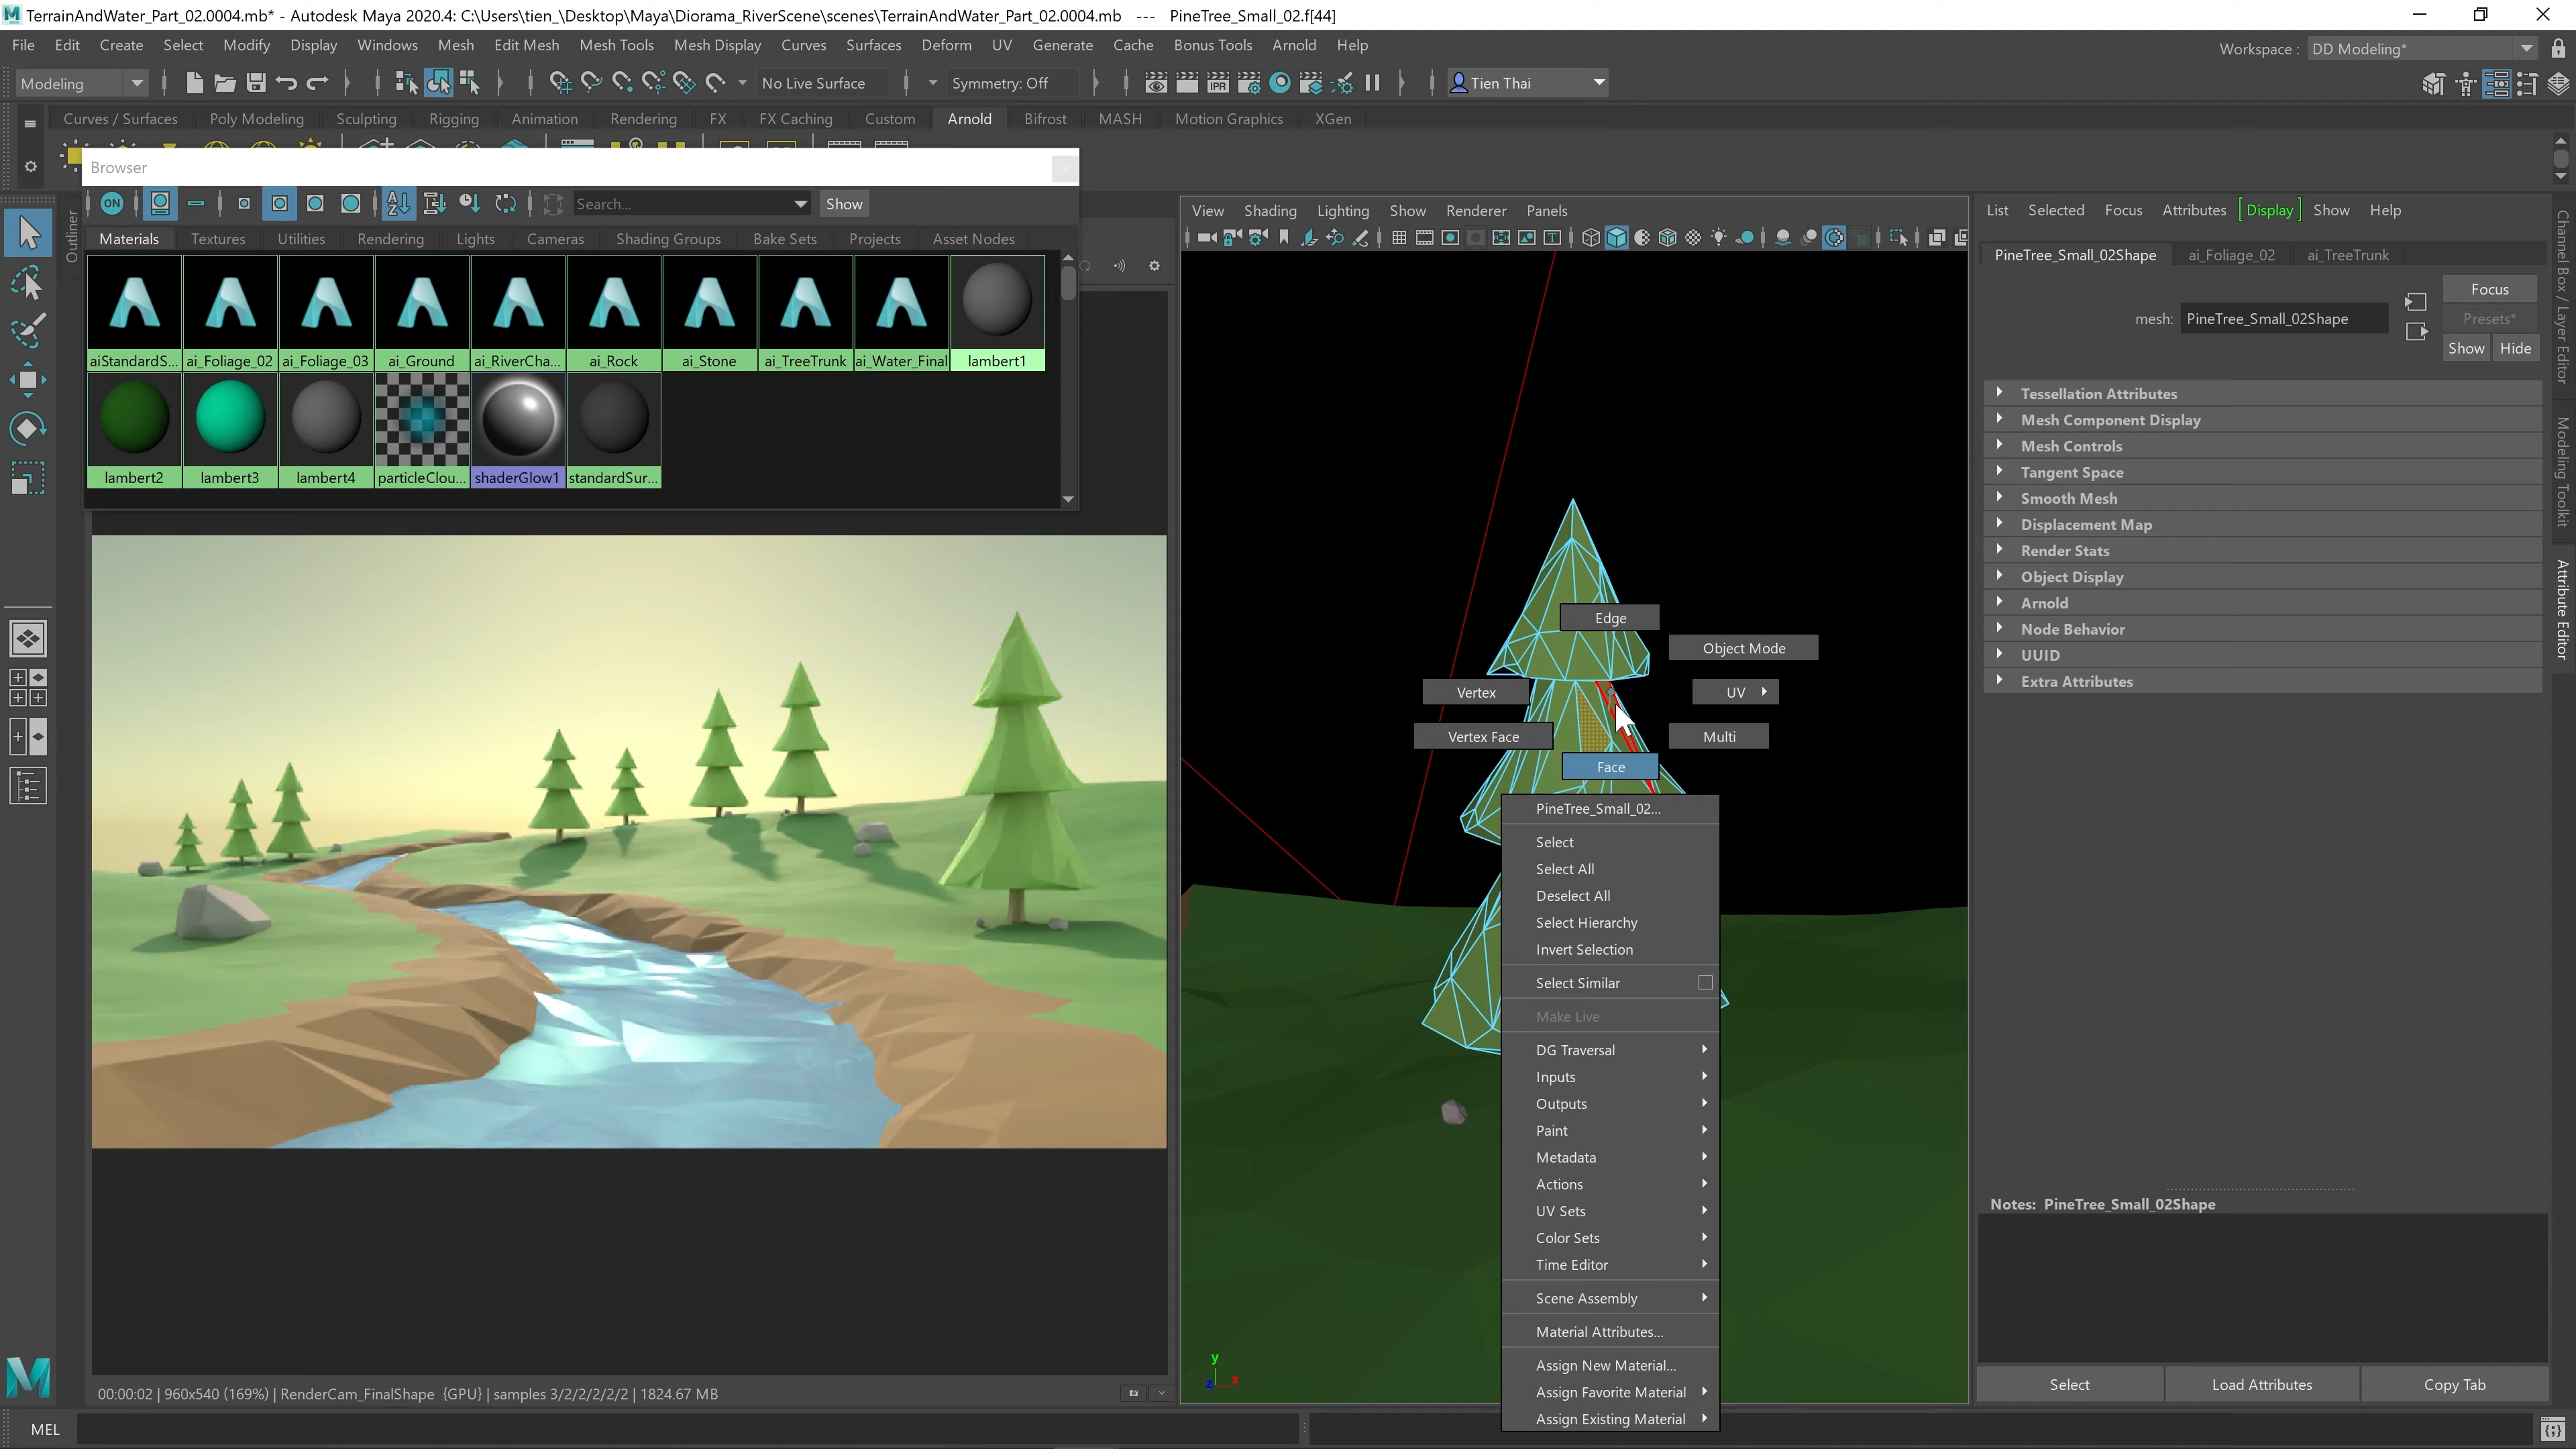 TerrainAndWater_Part_02.0004.mb* - Autodesk Maya 2020.4: C:\Users\tien_\Desktop\Maya\Diorama_RiverScene\scenes\TerrainAndWater_Part_02.0004.mb --- PineTree_Small_02.f[44]
File Edit Create Select Modify Display Windows Mesh Edit Mesh Mesh Tools Mesh Display Curves Surfaces Deform UV Generate Cache Bonus Tools Arnold Help
Workspace : DD Modeling*
Modeling No Live Surface Symmetry: Off IPR Tien Thai
Curves / Surfaces Poly Modeling Sculpting Rigging Animation Rendering FX FX Caching Custom Arnold Bifrost MASH Motion Graphics XGen
Browser
ON Search... Show
Materials Textures Utilities Rendering Lights Cameras Shading Groups Bake Sets Projects Asset Nodes
aiStandardS... ai_Foliage_02 ai_Foliage_03 ai_Ground ai_RiverCha... ai_Rock ai_Stone ai_TreeTrunk ai_Water_Final lambert1
lambert2 lambert3 lambert4 particleClou... shaderGlow1 standardSur...
Outliner
00:00:02 | 960x540 (169%) | RenderCam_FinalShape {GPU} | samples 3/2/2/2/2/2 | 1824.67 MB
MEL
View Shading Lighting Show Renderer Panels
Edge
Object Mode
Vertex
UV
Vertex Face
Multi
Face
PineTree_Small_02...
Select
Select All
Deselect All
Select Hierarchy
Invert Selection
Select Similar
Make Live
DG Traversal
Inputs
Outputs
Paint
Metadata
Actions
UV Sets
Color Sets
Time Editor
Scene Assembly
Material Attributes...
Assign New Material...
Assign Favorite Material
Assign Existing Material
y
z x
List Selected Focus Attributes Display Show Help
PineTree_Small_02Shape ai_Foliage_02 ai_TreeTrunk
mesh: PineTree_Small_02Shape
Focus
Presets*
Show Hide
Tessellation Attributes
Mesh Component Display
Mesh Controls
Tangent Space
Smooth Mesh
Displacement Map
Render Stats
Object Display
Arnold
Node Behavior
UUID
Extra Attributes
Notes: PineTree_Small_02Shape
Select Load Attributes Copy Tab
Channel Box / Layer Editor
Modeling Toolkit
Attribute Editor